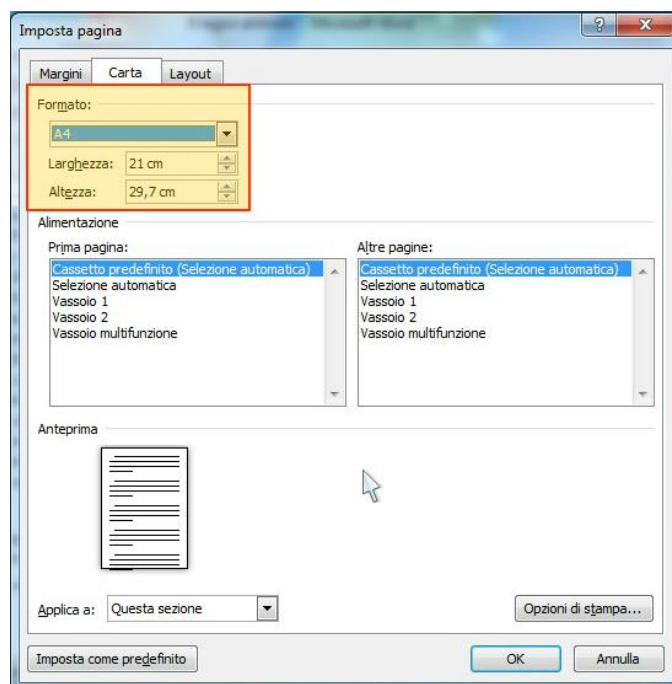 Imposta pagina
Margini Carta Layout
Formato:
A4
Larghezza: 21 cm
Altezza: 29,7 cm
Alimentazione
Prima pagina:
Cassetto predefinito (Selezione automatica)
Selezione automatica
Vassoio 1
Vassoio 2
Vassoio multifunzione
Altre pagine:
Cassetto predefinito (Selezione automatica)
Selezione automatica
Vassoio 1
Vassoio 2
Vassoio multifunzione
Anteprima
Applica a: Questa sezione
Opzioni di stampa...
Imposta come predefinito
OK
Annulla